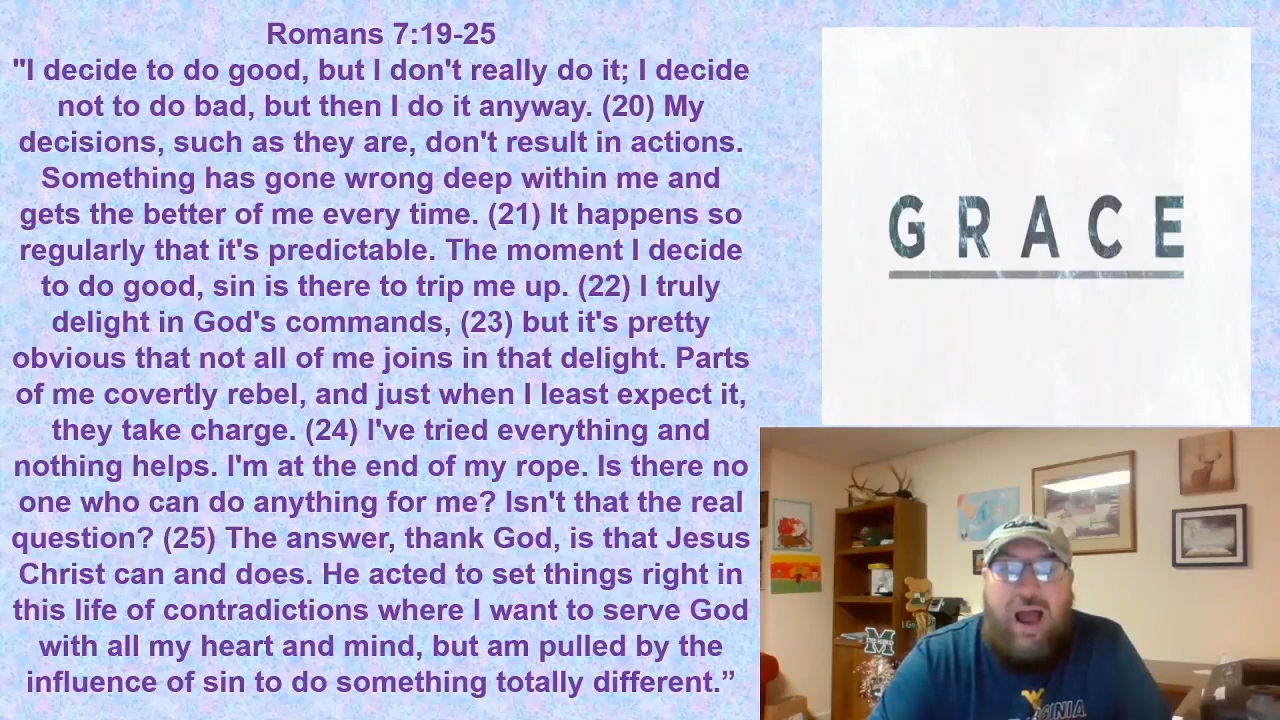 Romans 7:19-25
"I decide to do good, but I don't really do it; I decide
not to do bad, but then I do it anyway. (20) My
decisions, such as they are, don't result in actions.
Something has gone wrong deep within me and
gets the better of me every time. (21) It happens so
regularly that it's predictable. The moment I decide
to do good, sin is there to trip me up. (22) I truly
delight in God's commands, (23) but it's pretty
obvious that not all of me joins in that delight. Parts
of me covertly rebel, and just when I least expect it,
they take charge. (24) I've tried everything and
nothing helps. I'm at the end of my rope. Is there no
one who can do anything for me? Isn't that the real
question? (25) The answer, thank God, is that Jesus
Christ can and does. He acted to set things right in
this life of contradictions where I want to serve God
with all my heart and mind, but am pulled by the
influence of sin to do something totally different.”
GRACE
M
THE HERD